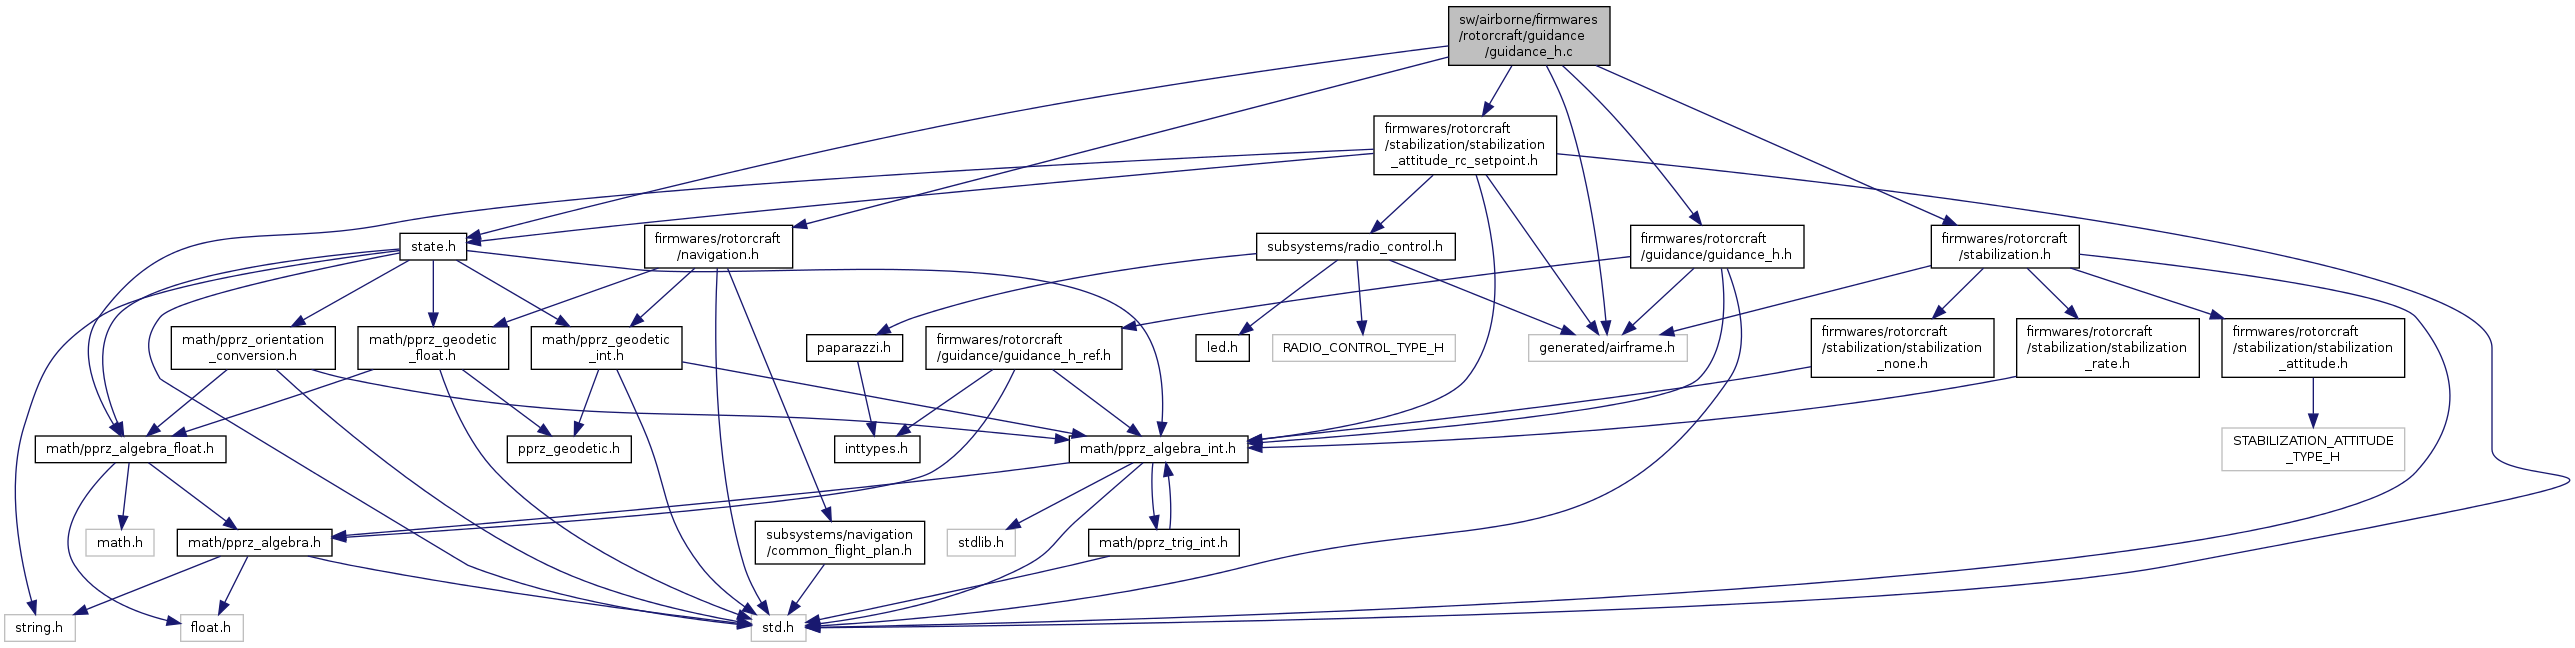 sw/airborne/firmwares
/rotorcraft/guidance
/guidance_h.c
firmwares/rotorcraft
/stabilization/stabilization
_attitude_rc_setpoint.h
state.h
firmwares/rotorcraft
/navigation.h
subsystems/radio_control.h
firmwares/rotorcraft
/guidance/guidance_h.h
firmwares/rotorcraft
/stabilization.h
math/pprz_orientation
_conversion.h
math/pprz_geodetic
_float.h
math/pprz_geodetic
_int.h
paparazzi.h
firmwares/rotorcraft
/guidance/guidance_h_ref.h
led.h
RADIO_CONTROL_TYPE_H
generated/airframe.h
firmwares/rotorcraft
/stabilization/stabilization
_none.h
firmwares/rotorcraft
/stabilization/stabilization
_rate.h
firmwares/rotorcraft
/stabilization/stabilization
_attitude.h
math/pprz_algebra_float.h
pprz_geodetic.h
inttypes.h
math/pprz_algebra_int.h
STABILIZATION_ATTITUDE
_TYPE_H
math.h
math/pprz_algebra.h
subsystems/navigation
/common_flight_plan.h
stdlib.h
math/pprz_trig_int.h
string.h
float.h
std.h